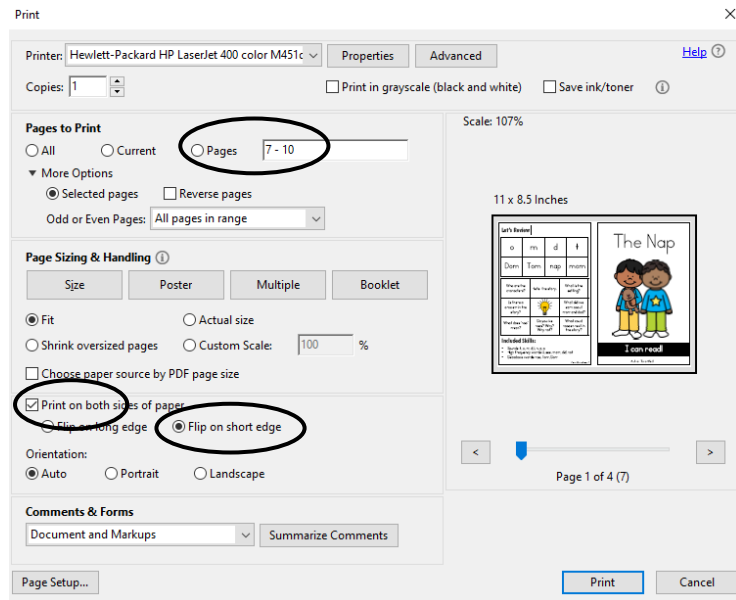 Print
Printer: Hewlett-Packard HP LaserJet 400 color M451c Properties Advanced Help
Copies: 1 Print in grayscale (black and white) Save ink/toner
Pages to Print
All Current Pages 7 - 10
More Options
Selected pages Reverse pages
Odd or Even Pages: All pages in range
Page Sizing & Handling
Size Poster Multiple Booklet
Fit Actual size
Shrink oversized pages Custom Scale: 100 %
Choose paper source by PDF page size
Print on both sides of paper
Flip on long edge Flip on short edge
Orientation:
Auto Portrait Landscape
Comments & Forms
Document and Markups Summarize Comments
Page Setup...
Scale: 107%
11 x 8.5 Inches
Let's Review!
o m d t
Dom Tom nap mom
Included Skills:
The Nap
I can read!
< >
Page 1 of 4 (7)
Print Cancel